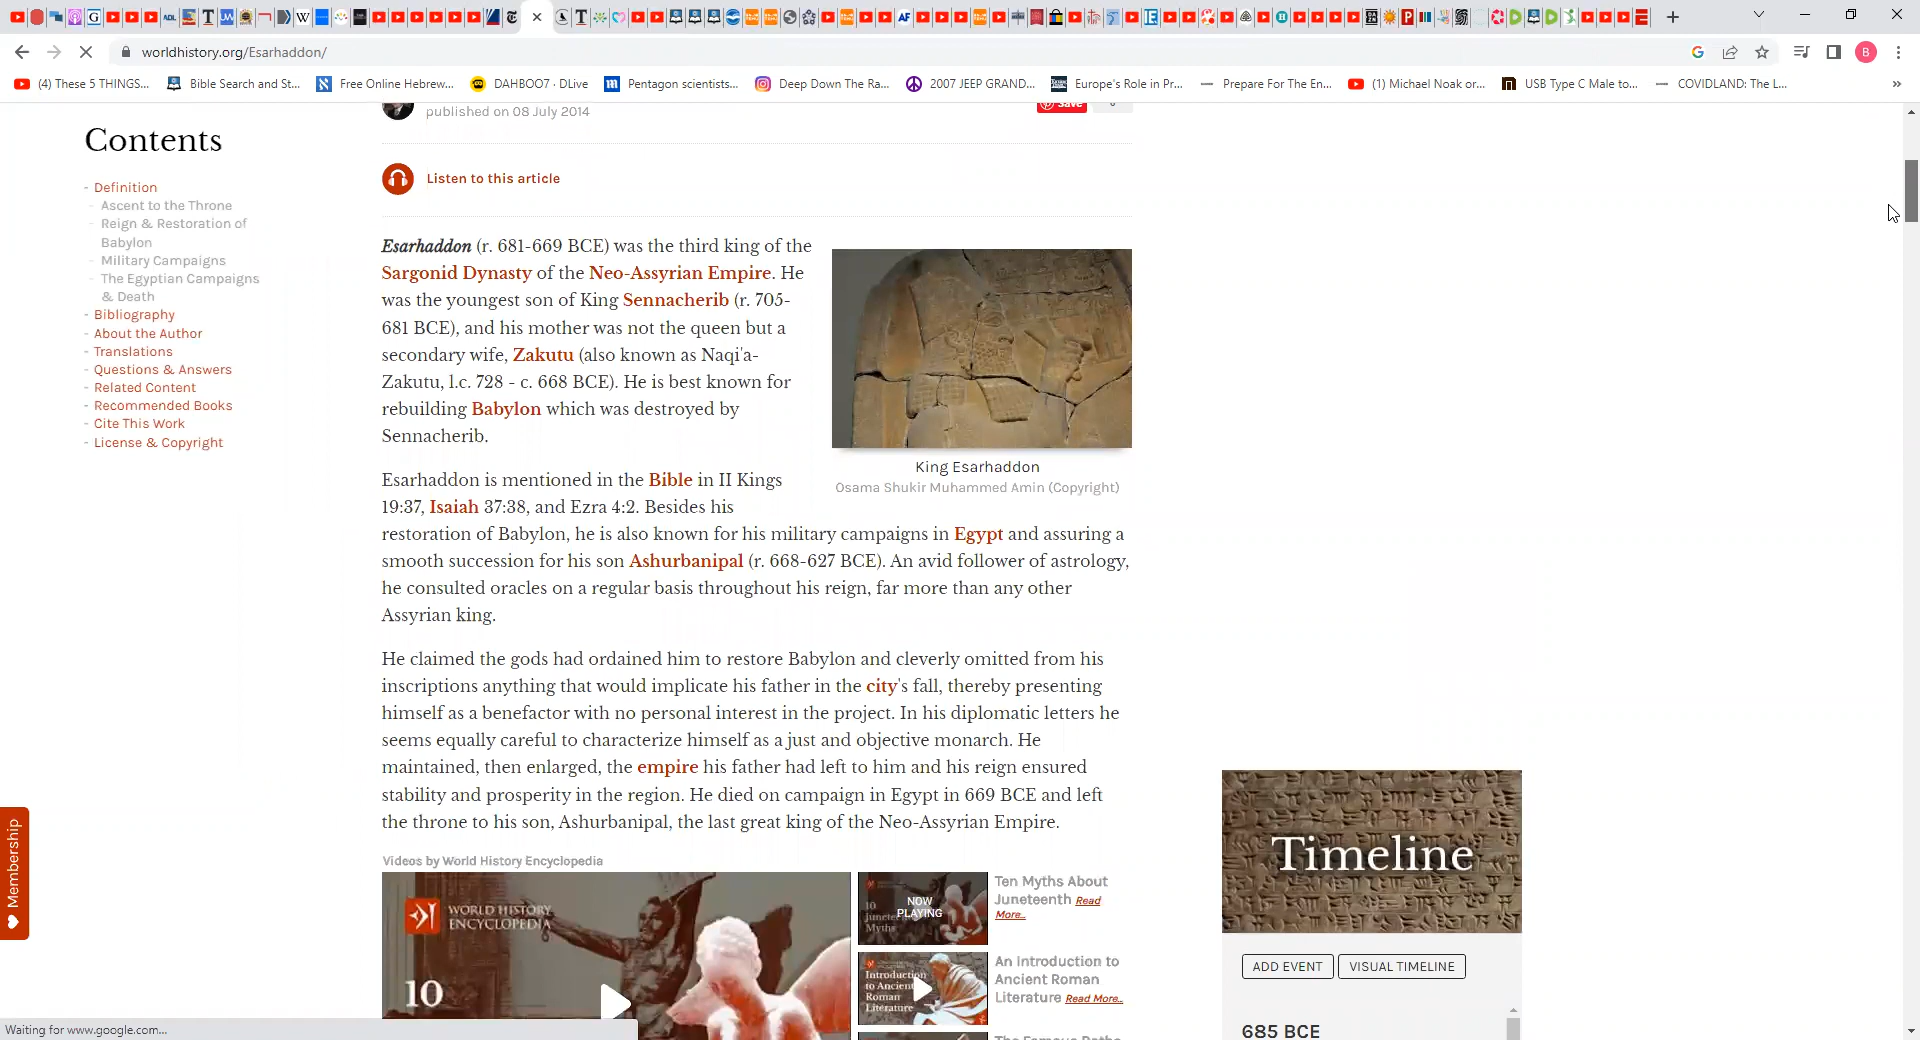 worldhistory.org/Esarhaddon/
B
(4) These 5 THINGS...
Bible Search and St...
Free Online Hebrew...
DAHBOO7 · DLive
Pentagon scientists...
Deep Down The Ra...
2007 JEEP GRAND...
Europe's Role in Pr...
Prepare For The En...
(1) Michael Noak or...
USB Type C Male to...
COVIDLAND: The L...
»
published on 08 July 2014
Save
Contents
- Definition
– Ascent to the Throne
– Reign & Restoration of
Babylon
– Military Campaigns
– The Egyptian Campaigns
& Death
- Bibliography
- About the Author
- Translations
- Questions & Answers
- Related Content
- Recommended Books
- Cite This Work
- License & Copyright
Listen to this article
Esarhaddon (r. 681-669 BCE) was the third king of the
Sargonid Dynasty of the Neo-Assyrian Empire. He
was the youngest son of King Sennacherib (r. 705-
681 BCE), and his mother was not the queen but a
secondary wife, Zakutu (also known as Naqi'a-
Zakutu, l.c. 728 - c. 668 BCE). He is best known for
rebuilding Babylon which was destroyed by
Sennacherib.
King Esarhaddon
Osama Shukir Muhammed Amin (Copyright)
Esarhaddon is mentioned in the Bible in II Kings
19:37, Isaiah 37:38, and Ezra 4:2. Besides his
restoration of Babylon, he is also known for his military campaigns in Egypt and assuring a
smooth succession for his son Ashurbanipal (r. 668-627 BCE). An avid follower of astrology,
he consulted oracles on a regular basis throughout his reign, far more than any other
Assyrian king.
He claimed the gods had ordained him to restore Babylon and cleverly omitted from his
inscriptions anything that would implicate his father in the city's fall, thereby presenting
himself as a benefactor with no personal interest in the project. In his diplomatic letters he
seems equally careful to characterize himself as a just and objective monarch. He
maintained, then enlarged, the empire his father had left to him and his reign ensured
stability and prosperity in the region. He died on campaign in Egypt in 669 BCE and left
the throne to his son, Ashurbanipal, the last great king of the Neo-Assyrian Empire.
Membership
Videos by World History Encyclopedia
WORLD HISTORY
ENCYCLOPEDIA
10
NOW
PLAYING
10
Juneteenth
Myths
Ten Myths About
Juneteenth Read
More...
Introduction
to Ancient
Roman
Literature
An introduction to
Ancient Roman
Literature Read More...
Timeline
ADD EVENT
VISUAL TIMELINE
685 BCE
Waiting for www.google.com...